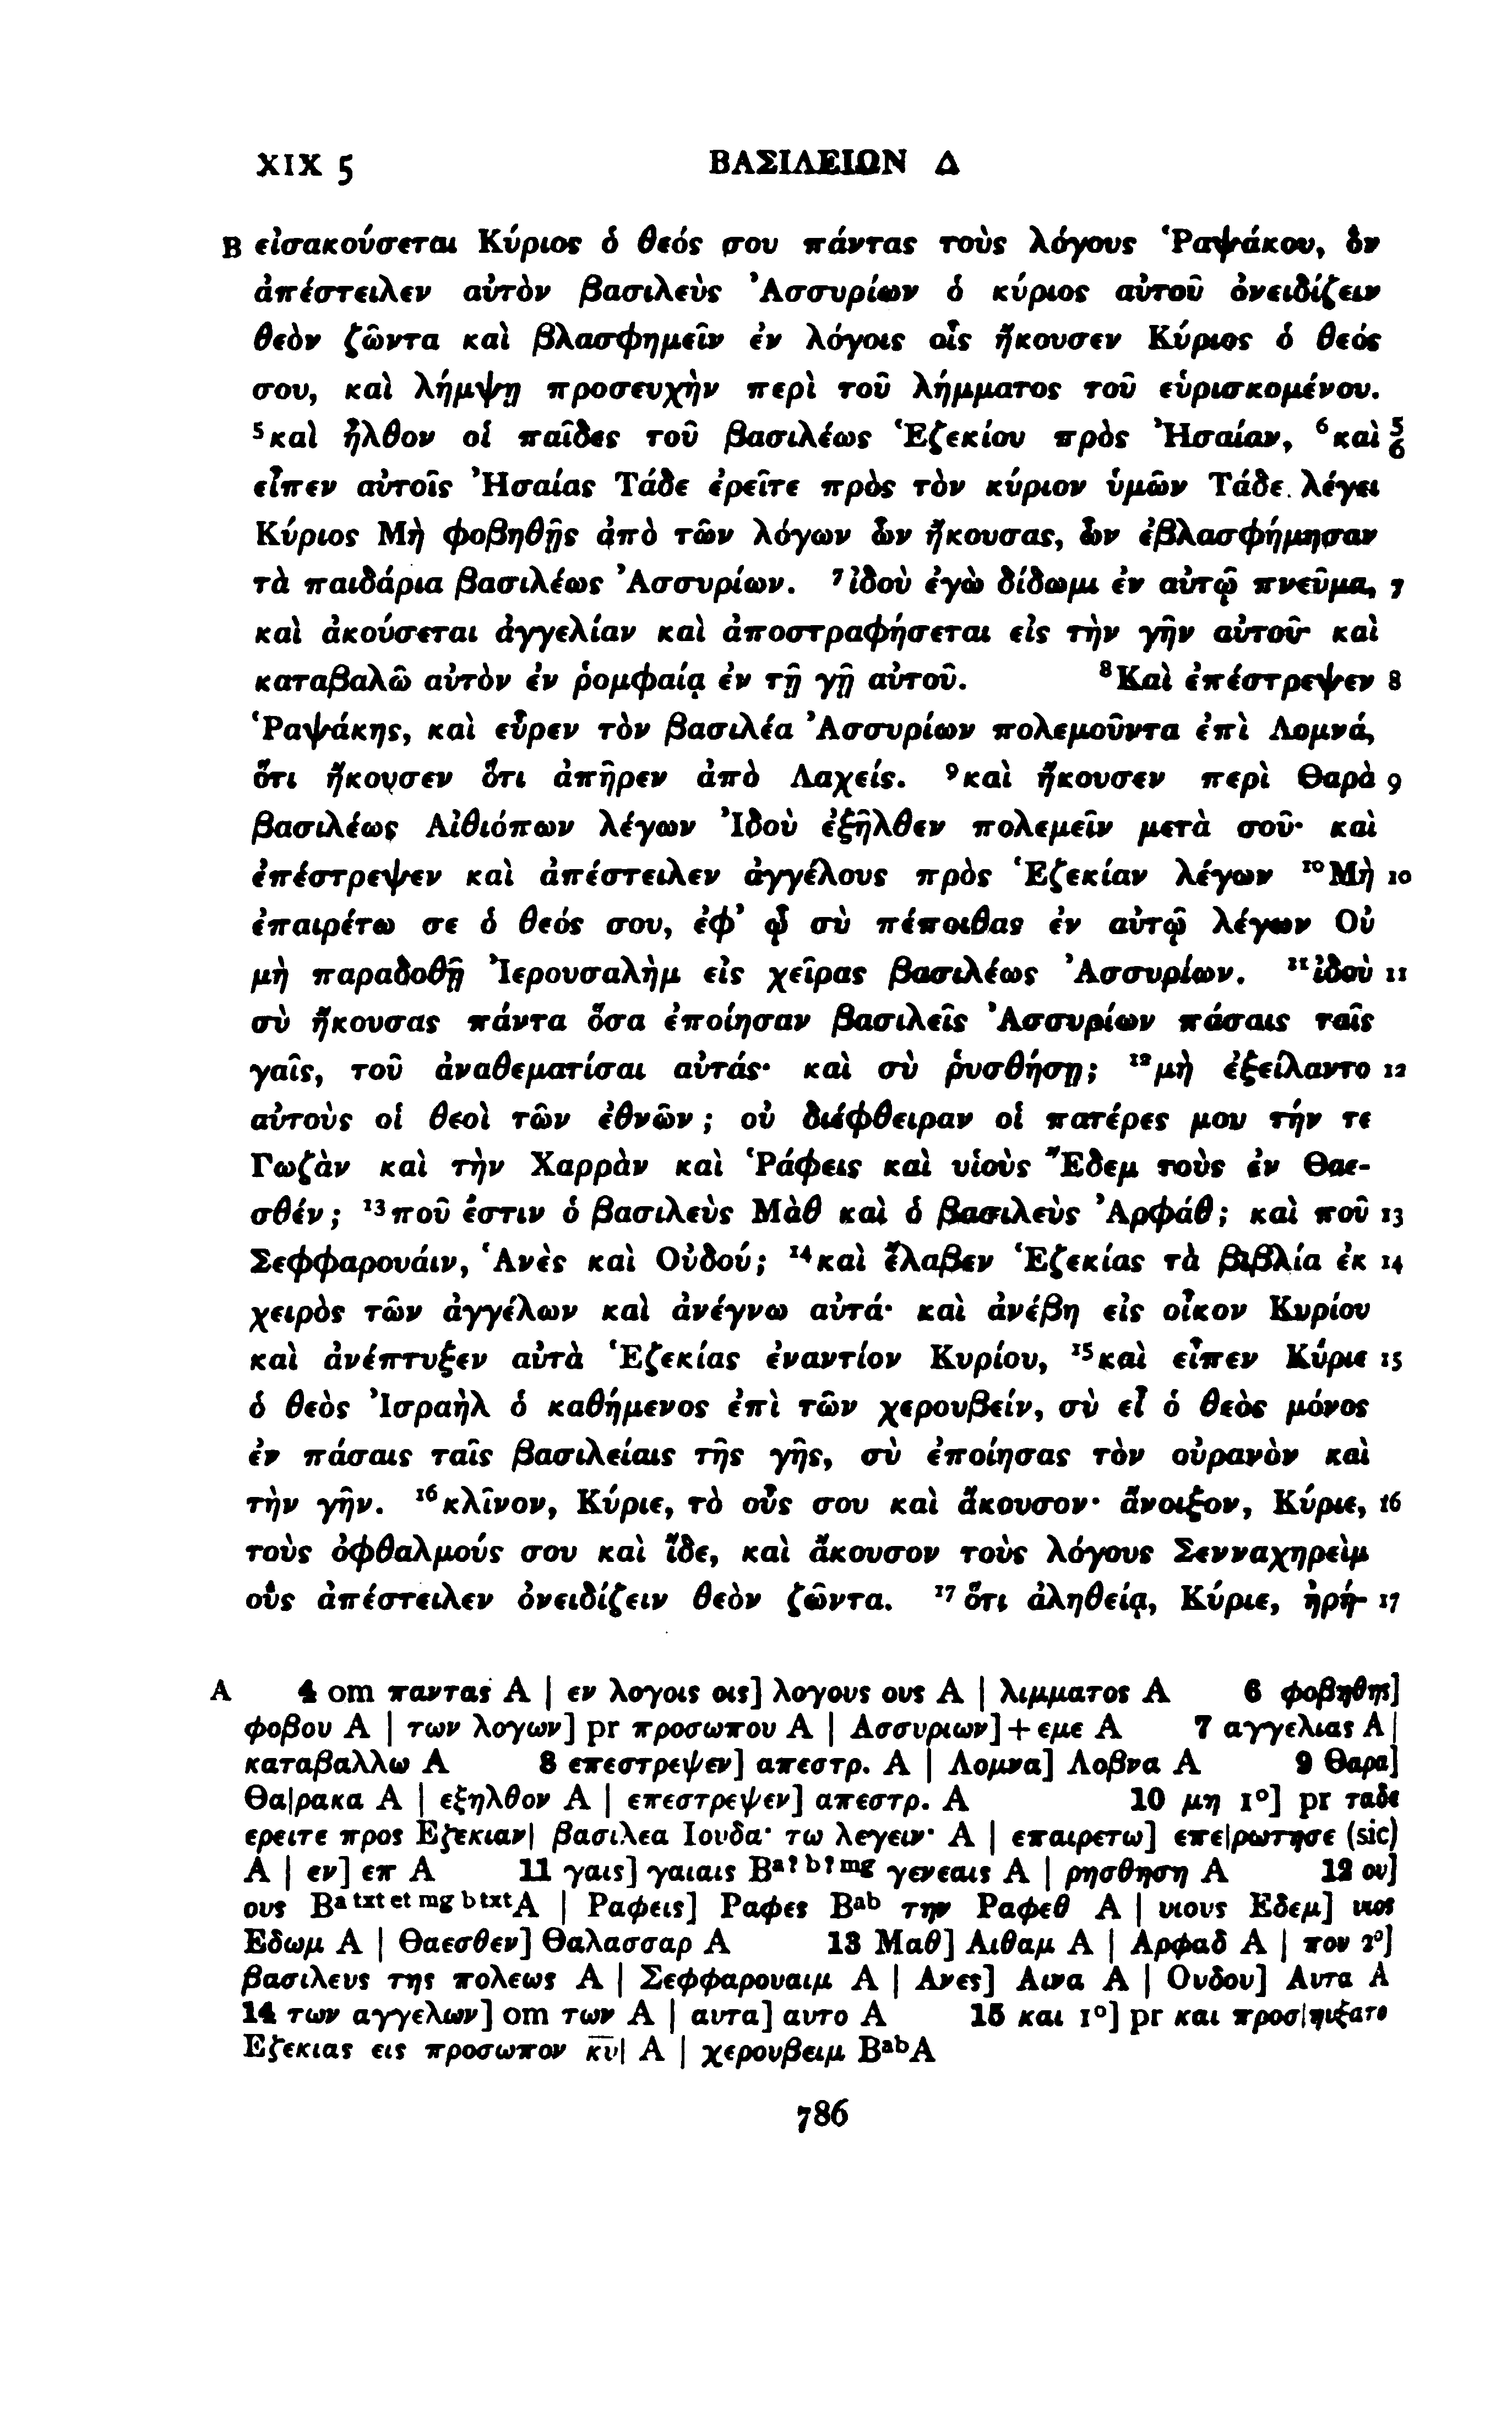 XIX 5 ΒΑΣΙΛΕΙΩΝ Δ
B εἰσακούσεται Κύριος ὁ θεός σου πάντας τοὺς λόγους Ῥαψάκου, ὃν
ἀπέστειλεν αὐτὸν βασιλεὺς Ἀσσυρίων ὁ κύριος αὐτοῦ ὀνειδίζειν
θεὸν ζῶντα καὶ βλασφημεῖν ἐν λόγοις οἷς ἤκουσεν Κύριος ὁ θεός
σου, καὶ λήμψῃ προσευχὴν περὶ τοῦ λήμματος τοῦ εὑρισκομένου.
⁵καὶ ἦλθον οἱ παῖδες τοῦ βασιλέως Ἑζεκίου πρὸς Ἠσαίαν, ⁶καὶ 5 6
εἶπεν αὐτοῖς Ἠσαίας Τάδε ἐρεῖτε πρὸς τὸν κύριον ὑμῶν Τάδε λέγει
Κύριος Μὴ φοβηθῇς ἀπὸ τῶν λόγων ὧν ἤκουσας, ὧν ἐβλασφήμησαν
τὰ παιδάρια βασιλέως Ἀσσυρίων. ⁷ἰδοὺ ἐγὼ δίδωμι ἐν αὐτῷ πνεῦμα, 7
καὶ ἀκούσεται ἀγγελίαν καὶ ἀποστραφήσεται εἰς τὴν γῆν αὐτοῦ· καὶ
καταβαλῶ αὐτὸν ἐν ῥομφαίᾳ ἐν τῇ γῇ αὐτοῦ. ⁸Καὶ ἐπέστρεψεν 8
Ῥαψάκης, καὶ εὗρεν τὸν βασιλέα Ἀσσυρίων πολεμοῦντα ἐπὶ Λομνά,
ὅτι ἤκουσεν ὅτι ἀπῆρεν ἀπὸ Λαχείς. ⁹καὶ ἤκουσεν περὶ Θαρὰ 9
βασιλέως Αἰθιόπων λέγων Ἰδοὺ ἐξῆλθεν πολεμεῖν μετὰ σοῦ· καὶ
ἐπέστρεψεν καὶ ἀπέστειλεν ἀγγέλους πρὸς Ἑζεκίαν λέγων ¹⁰Μὴ 10
ἐπαιρέτω σε ὁ θεός σου, ἐφ’ ᾧ σὺ πέποιθας ἐν αὐτῷ λέγων Οὐ
μὴ παραδοθῇ Ἰερουσαλὴμ εἰς χεῖρας βασιλέως Ἀσσυρίων. ¹¹ἰδοὺ 11
σὺ ἤκουσας πάντα ὅσα ἐποίησαν βασιλεῖς Ἀσσυρίων πάσαις ταῖς
γαῖς, τοῦ ἀναθεματίσαι αὐτάς· καὶ σὺ ῥυσθήσῃ; ¹²μὴ ἐξείλαντο 12
αὐτοὺς οἱ θεοὶ τῶν ἐθνῶν; οὐ διέφθειραν οἱ πατέρες μου τήν τε
Γωζὰν καὶ τὴν Χαρρὰν καὶ Ῥάφεις καὶ υἱοὺς Ἔδεμ τοὺς ἐν Θαε-
σθέν; ¹³ποῦ ἐστιν ὁ βασιλεὺς Μὰθ καὶ ὁ βασιλεὺς Ἀρφάθ; καὶ ποῦ 13
Σεφφαρουάιν, Ἁνὲς καὶ Οὐδού; ¹⁴καὶ ἔλαβεν Ἑζεκίας τὰ βιβλία ἐκ 14
χειρὸς τῶν ἀγγέλων καὶ ἀνέγνω αὐτά· καὶ ἀνέβη εἰς οἶκον Κυρίου
καὶ ἀνέπτυξεν αὐτὰ Ἑζεκίας ἐναντίον Κυρίου, ¹⁵καὶ εἶπεν Κύριε 15
ὁ θεὸς Ἰσραὴλ ὁ καθήμενος ἐπὶ τῶν χερουβείν, σὺ εἶ ὁ θεὸς μόνος
ἐν πάσαις ταῖς βασιλείαις τῆς γῆς, σὺ ἐποίησας τὸν οὐρανὸν καὶ
τὴν γῆν. ¹⁶κλῖνον, Κύριε, τὸ οὖς σου καὶ ἄκουσον· ἄνοιξον, Κύριε, 16
τοὺς ὀφθαλμούς σου καὶ ἴδε, καὶ ἄκουσον τοὺς λόγους Σενναχηρεὶμ
οὓς ἀπέστειλεν ὀνειδίζειν θεὸν ζῶντα. ¹⁷ὅτι ἀληθείᾳ, Κύριε, ἠρή- 17
A 4 om παντας A | εν λογοις οις] λογους ους A | λιμματος A 6 φοβηθης]
φοβου A | των λογων] pr προσωπου A | Ασσυριων]+εμε A 7 αγγελιας A |
καταβαλλω A 8 επεστρεψεν] απεστρ. A | Λομνα] Λοβνα A 9 Θαρα]
Θα|ρακα A | εξηλθον A | επεστρεψεν] απεστρ. A 10 μη 1°] pr ταδε
ερειτε προς Εζεκιαν| βασιλεα Ιουδα· τω λεγειν· A | επαιρετω] επε|ρωτησε (sic)
A | εν] επ A 11 γαις] γαιαις Bᵃ? ᵇ? ᵐᵍ γενεαις A | ρησθηση A 12 ου]
ους Bᵃ ᵗˣᵗ ᵉᵗ ᵐᵍ ᵇ ᵗˣᵗ A | Ραφεις] Ραφες Bᵃᵇ την Ραφεθ A | υιους Εδεμ] υιοι
Εδωμ A | Θαεσθεν] Θαλασσαρ A 13 Μαθ] Αιθαμ A | Αρφαδ A | που 2°]
βασιλευς της πολεως A | Σεφφαρουαιμ A | Ανες] Αινα A | Ουδου] Αυτα A
14 των αγγελων] om των A | αυτα] αυτο A 15 και 1°] pr και προσ|ηυξατο
Εζεκιας εις προσωπον κ̅υ̅| A | χερουβειμ BᵃᵇA
786